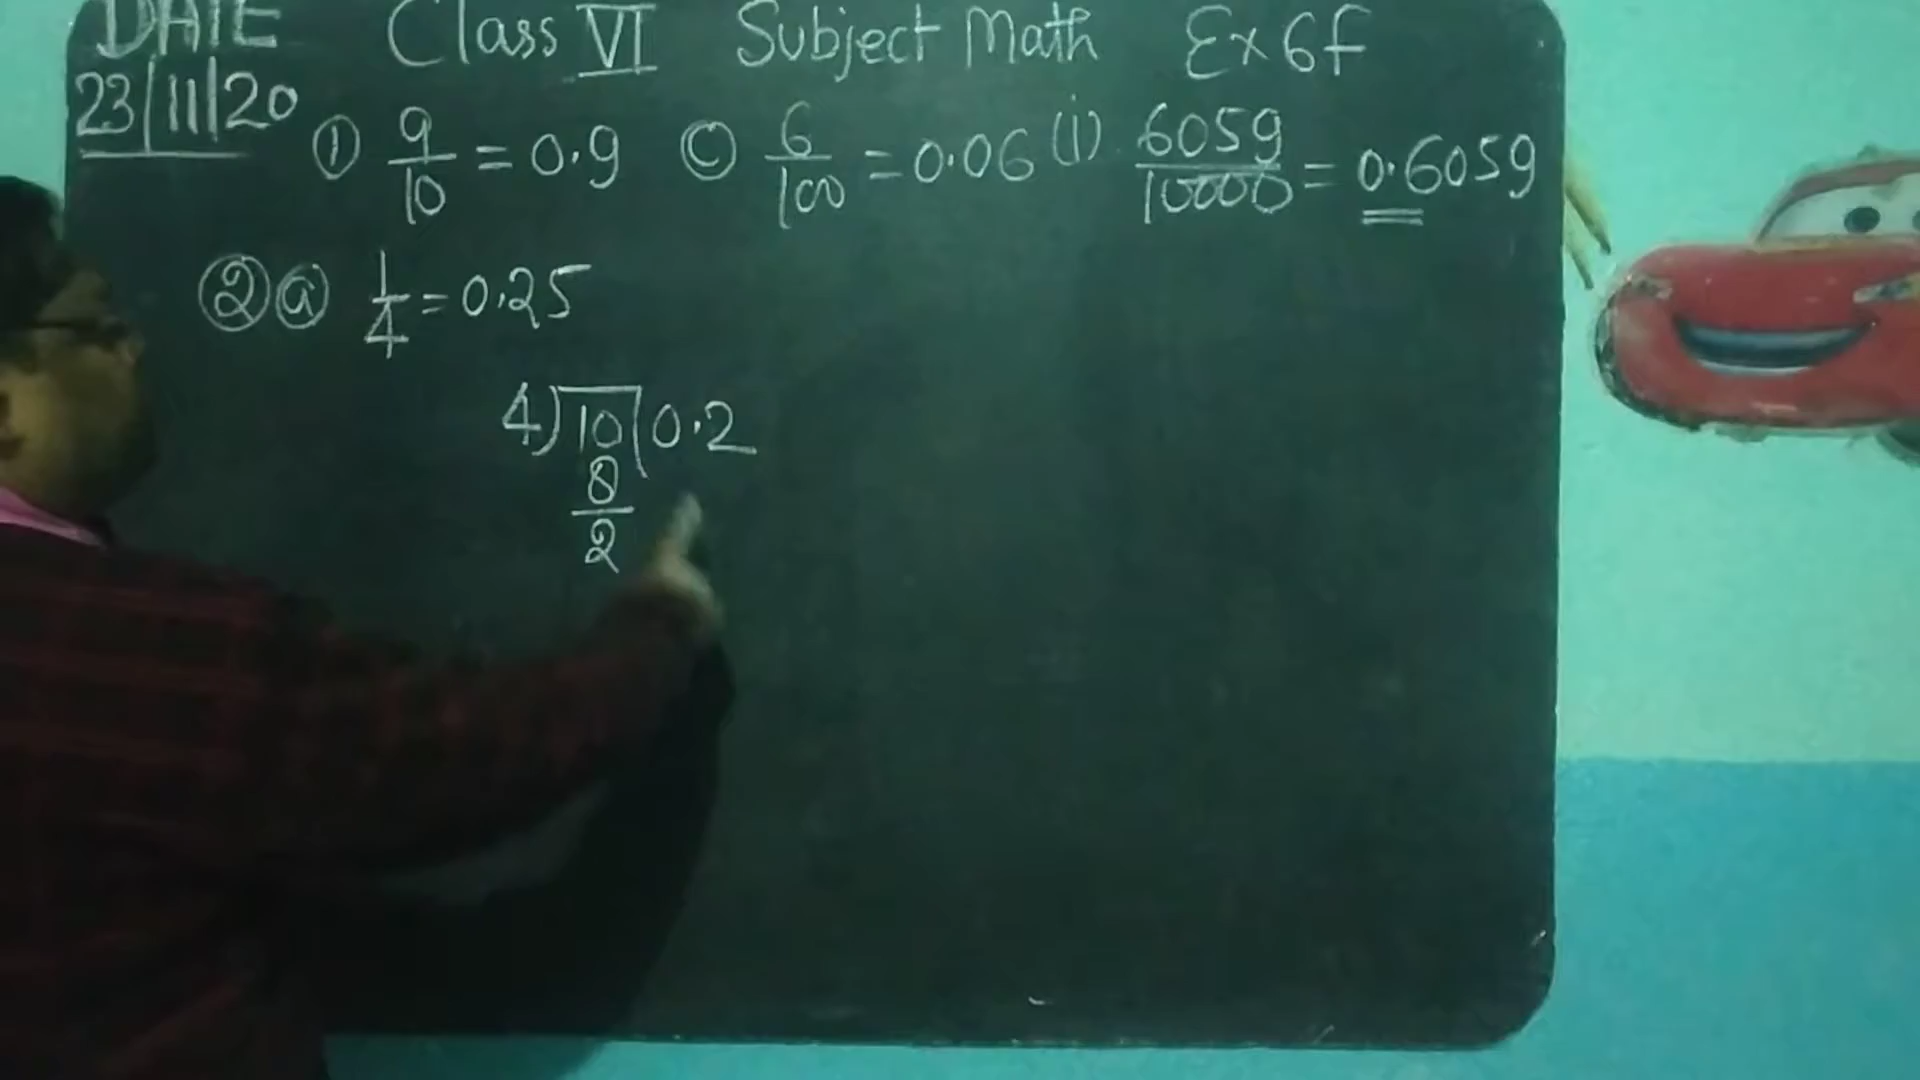 DATE Class VI Subject Math Ex 6f
23/11/20
① 9/10 = 0.9 Ⓒ 6/100 = 0.06 (i) 6059/10000 = 0.6059
② ⓐ 1/4 = 0.25
4)10(0.2
8
2